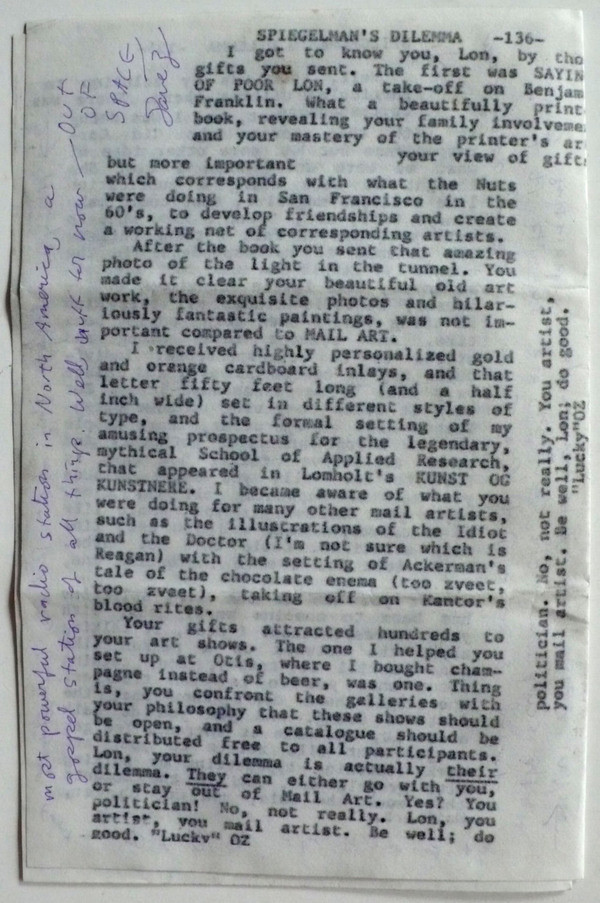 SPIEGELMAN'S DILEMMA -136-
I got to know you, Lon, by tho
gifts you sent. The first was SAYIN
OF POOR LON, a take-off on Benjam
Franklin. What a beautifully print
book, revealing your family involveme
and your mastery of the printer's ar
but more important your view of gift
which corresponds with what the Nuts
were doing in San Francisco in the
60's, to develop friendships and create
a working net of corresponding artists.
After the book you sent that amazing
photo of the light in the tunnel. You
made it clear your beautiful old art
work, the exquisite photos and hilar-
iously fantastic paintings, was not im-
portant compared to MAIL ART.
I received highly personalized gold
and orange cardboard inlays, and that
letter fifty feet long (and a half
inch wide) set in different styles of
type, and the formal setting of my
amusing prospectus for the legendary,
mythical School of Applied Research,
that appeared in Lomholt's KUNST OG
KUNSTNERE. I became aware of what you
were doing for many other mail artists,
such as the illustrations of the Idiot
and the Doctor (I'm not sure which is
Reagan) with the setting of Ackerman's
tale of the chocolate enema (too zveet,
too zveet), taking off on Kantor's
blood rites.
Your gifts attracted hundreds to
your art shows. The one I helped you
set up at Otis, where I bought cham-
pagne instead of beer, was one. Thing
is, you confront the galleries with
your philosophy that these shows should
be open, and a catalogue should be
distributed free to all participants.
Lon, your dilemma is actually their
dilemma. They can either go with you,
or stay out of Mail Art. Yes? You
politician! No, not really. Lon, you
artist, you mail artist. Be well; do
good. "Lucky" OZ
politician. No, not really. You artist,
you mail artist. Be well, Lon; do good.
"Lucky"OZ
most powerful radio station in North America, a
gospel station of all things. Well that's for now — OUT
OF
SPACE
Dave Z